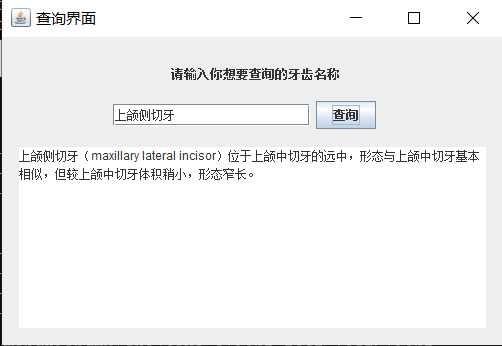 查询界面
请输入你想要查询的牙齿名称
上颌侧切牙
查询
上颌侧切牙（maxillary lateral incisor）位于上颌中切牙的远中，形态与上颌中切牙基本
相似，但较上颌中切牙体积稍小，形态窄长。